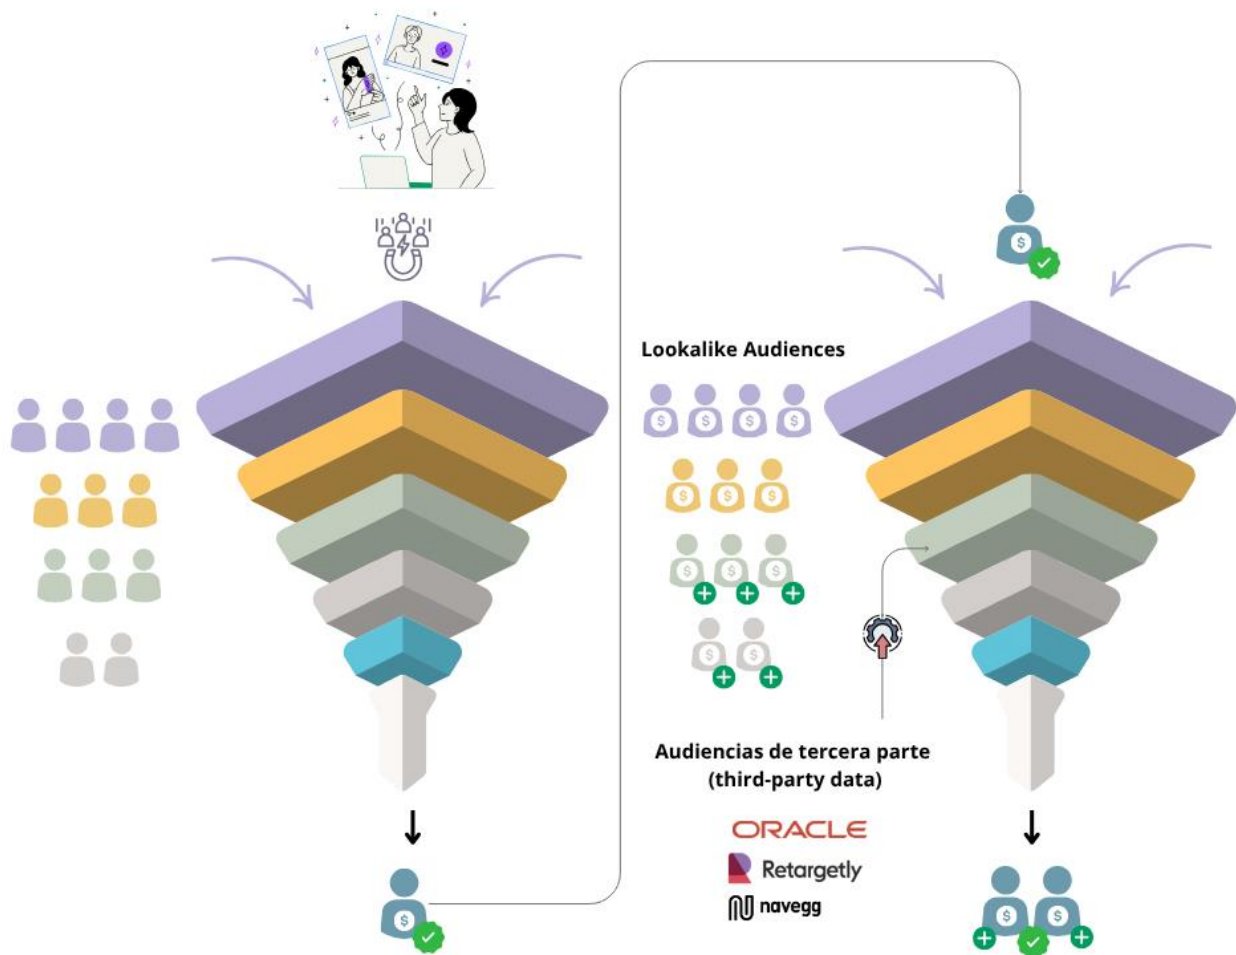 Lookalike Audiences
Audiencias de tercera parte
(third-party data)
ORACLE
Retargetly
navegg